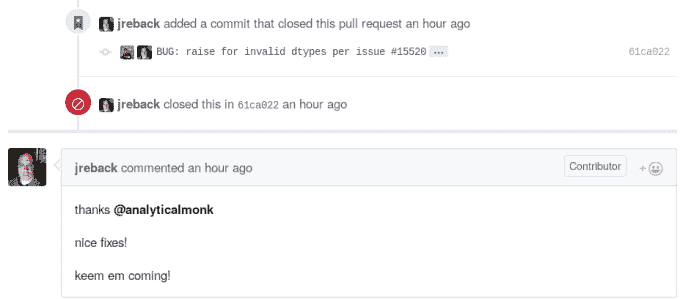 jreback added a commit that closed this pull request an hour ago
BUG: raise for invalid dtypes per issue #15520 ... 61ca022
jreback closed this in 61ca022 an hour ago
jreback commented an hour ago Contributor +
thanks @analyticalmonk
nice fixes!
keem em coming!